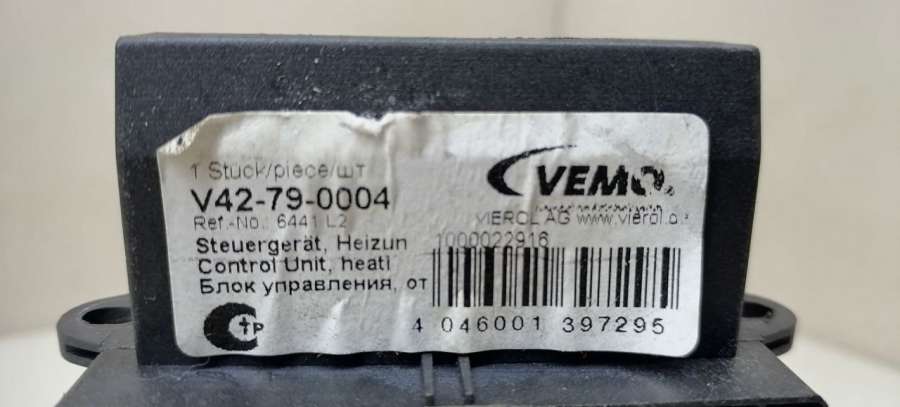 1 Stück/piece/шт
V42-79-0004
Ref.-No.: 6441 L2
Steuergerät, Heizun
Control Unit, heati
Блок управления, от
VEMO
VIEROL AG www.vierol.
1000022916
4 046001 397295